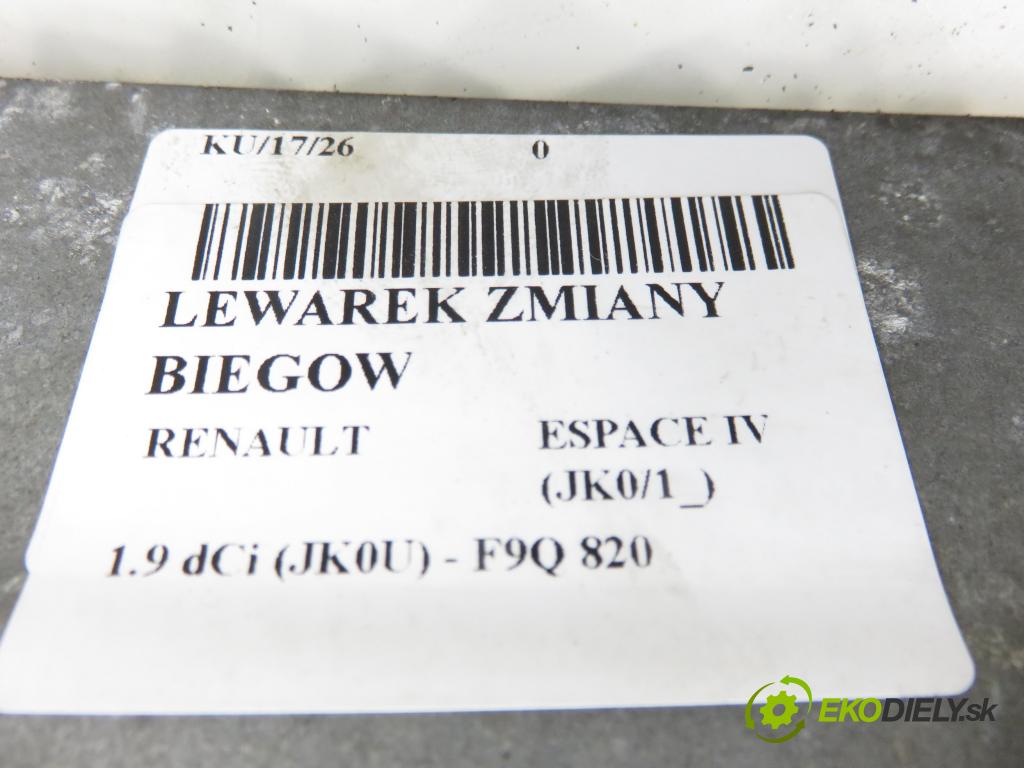 KU/17/26 0
LEWAREK ZMIANY
BIEGOW
RENAULT ESPACE IV
(JK0/1_)
1.9 dCi (JK0U) - F9Q 820
EKODIELY.sk